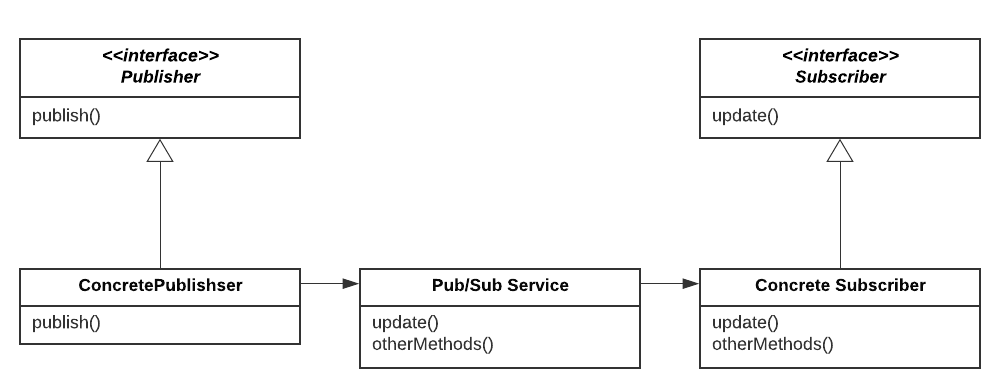 <<interface>>
Publisher
publish()
<<interface>>
Subscriber
update()
ConcretePublishser
publish()
Pub/Sub Service
update()
otherMethods()
Concrete Subscriber
update()
otherMethods()